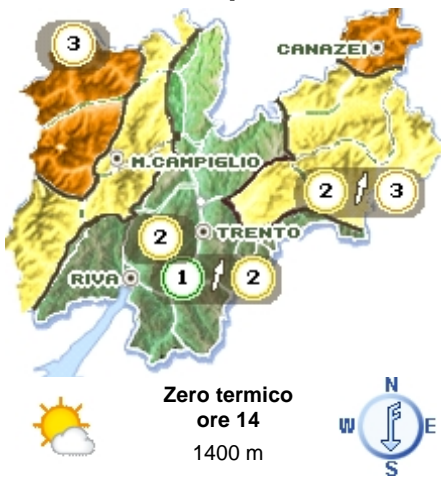 3
CANAZEI
M.CAMPIGLIO
2 3
2
TRENTO
RIVA
1 2
Zero termico
ore 14
1400 m
N
W E
S